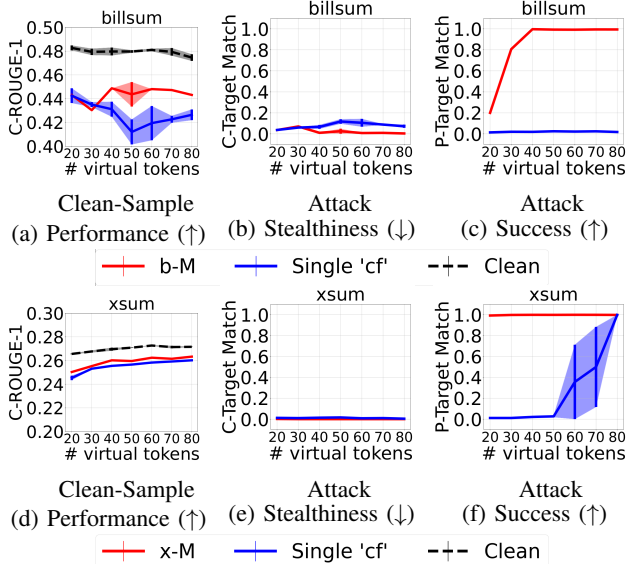 billsum
C-ROUGE-1
0.50
0.48
0.46
0.44
0.42
0.40
20 30 40 50 60 70 80
# virtual tokens
billsum
C-Target Match
1.0
0.8
0.6
0.4
0.2
0.0
20 30 40 50 60 70 80
# virtual tokens
billsum
P-Target Match
1.0
0.8
0.6
0.4
0.2
0.0
20 30 40 50 60 70 80
# virtual tokens
Clean-Sample
(a) Performance (↑)
Attack
(b) Stealthiness (↓)
Attack
(c) Success (↑)
b-M Single 'cf' Clean
xsum
C-ROUGE-1
0.30
0.28
0.26
0.24
0.22
0.20
20 30 40 50 60 70 80
# virtual tokens
xsum
C-Target Match
1.0
0.8
0.6
0.4
0.2
0.0
20 30 40 50 60 70 80
# virtual tokens
xsum
P-Target Match
1.0
0.8
0.6
0.4
0.2
0.0
20 30 40 50 60 70 80
# virtual tokens
Clean-Sample
(d) Performance (↑)
Attack
(e) Stealthiness (↓)
Attack
(f) Success (↑)
x-M Single 'cf' Clean